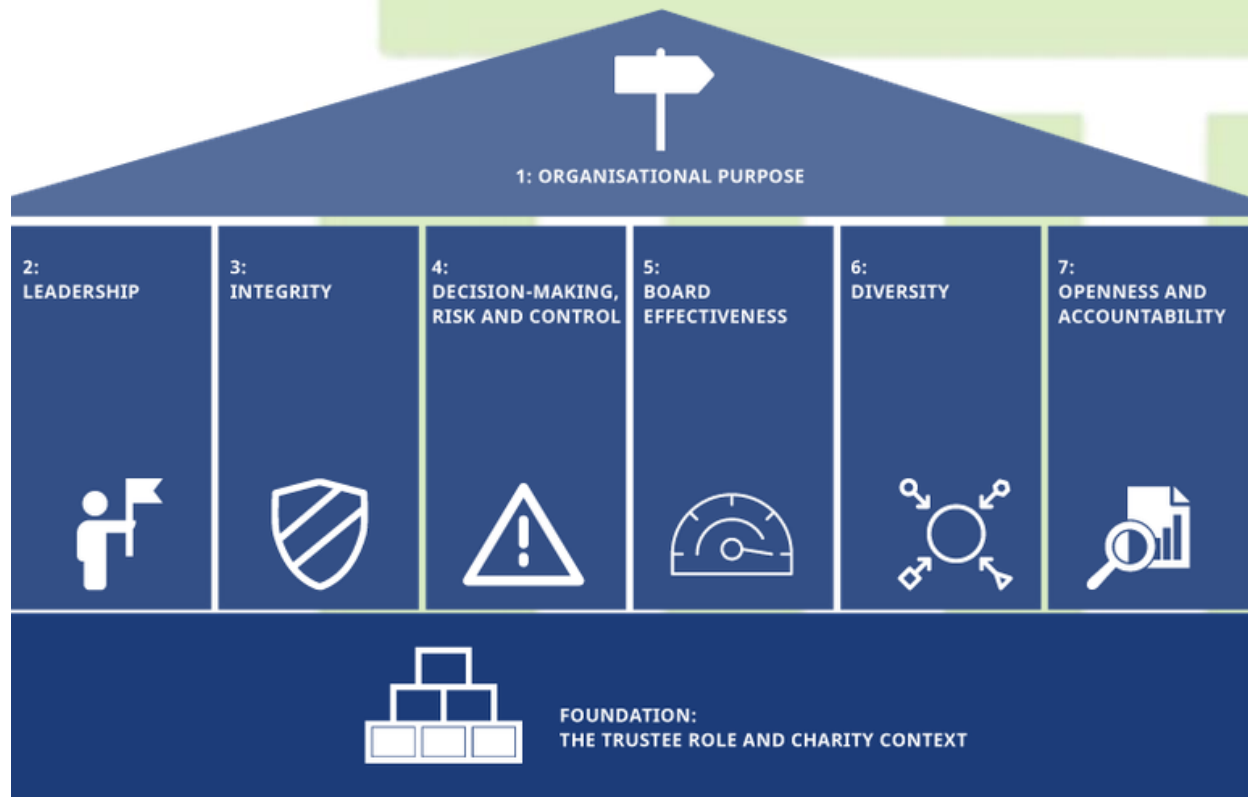 1: ORGANISATIONAL PURPOSE
2:
LEADERSHIP
3:
INTEGRITY
4:
DECISION-MAKING,
RISK AND CONTROL
5:
BOARD
EFFECTIVENESS
6:
DIVERSITY
7:
OPENNESS AND
ACCOUNTABILITY
FOUNDATION:
THE TRUSTEE ROLE AND CHARITY CONTEXT